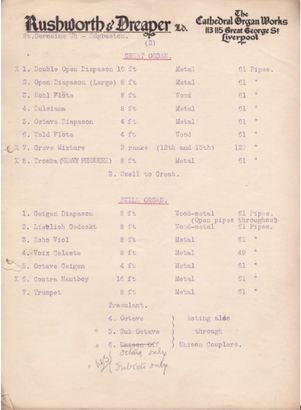 Rushworth & Dreaper Ltd.
The Cathedral Organ Works
113-115 Great George St
Liverpool
St. Germains Ch - Edgbaston.
(2)
GREAT ORGAN.
X 1. Double Open Diapason 16 ft Metal 61 Pipes.
2. Open Diapason (Large) 8 ft Metal 61 "
3. Hohl Flöte 8 ft Wood 61 "
4. Dulciana 8 ft Metal 61 "
5. Octave Diapason 4 ft Metal 61 "
6. Wald Flöte 4 ft Wood 61 "
X 7. Grave Mixture 2 ranks (12th and 15th) 122 "
X 8. Tromba (HEAVY PRESSURE) 8 ft Metal 61 "
2. Swell to Great.
SWELL ORGAN.
1. Geigen Diapason 8 ft Wood-metal 61 Pipes.
(Open pipes throughout)
2. Lieblich Gedeckt 8 ft Wood-metal 61 Pipes.
3. Echo Viol 8 ft Metal 61 "
4. Voix Celeste 8 ft Metal 49 "
5. Octave Geigen 4 ft Metal 61 "
X 6. Contra Hautboy 16 ft Metal 61 "
7. Trumpet 8 ft Metal 61 "
Tremulant.
4. Octave ) Acting also
5. Sub Octave ) through
6. Unison Off ) Unison Couplers.
octave only
Suboctave only